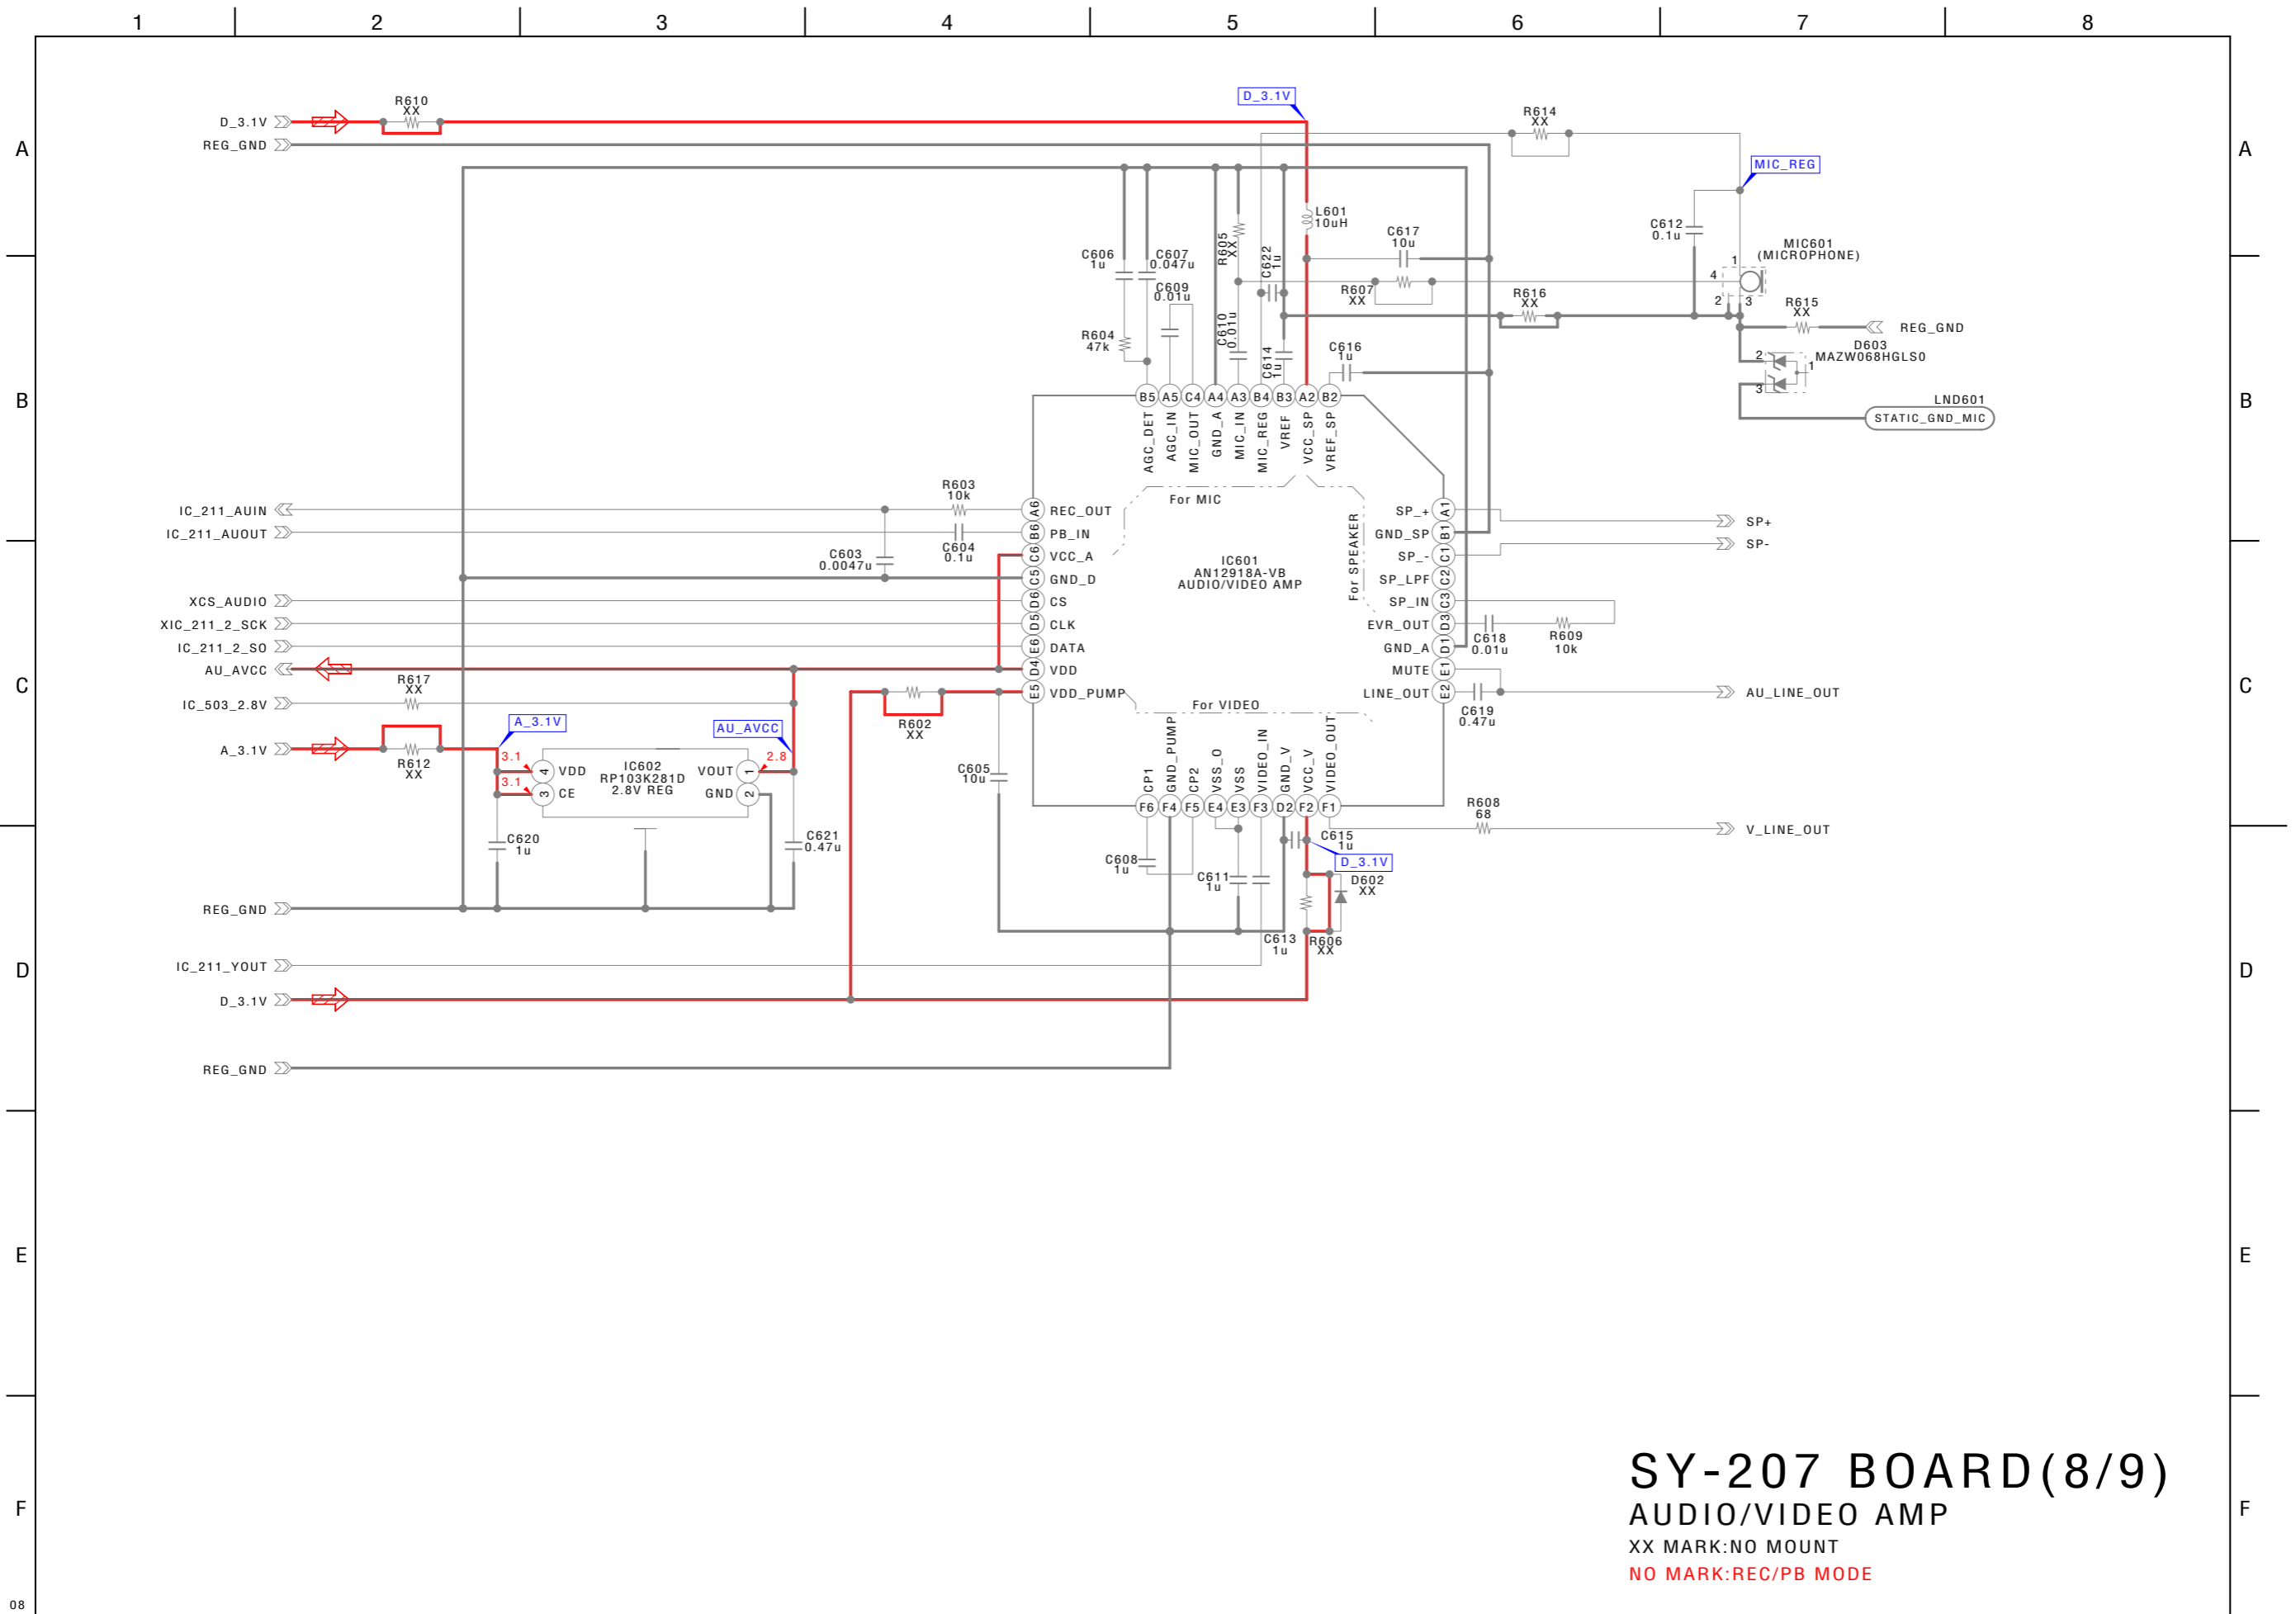 1 2 3 4 5 6 7 8
A
B
C
D
E
F
A
B
C
D
E
F
D_3.1V
R610
XX
REG_GND
D_3.1V
R614
XX
MIC_REG
L601
10uH
C617
10u
C612
0.1u
MIC601
(MICROPHONE)
1
4
2
3
C606
1u
C607
0.047u
C609
0.01u
R605
XX
C622
1u
R607
XX
R616
XX
R615
XX
REG_GND
R604
47k
C610
0.01u
C614
1u
C616
1u
D603
MAZW068HGLS0
2
1
3
LND601
STATIC_GND_MIC
B5 A5 C4 A4 A3 B4 B3 A2 B2
AGC_DET
AGC_IN
MIC_OUT
GND_A
MIC_IN
MIC_REG
VREF
VCC_SP
VREF_SP
For MIC
For SPEAKER
For VIDEO
IC601
AN12918A-VB
AUDIO/VIDEO AMP
IC_211_AUIN
R603
10k
A6 REC_OUT
IC_211_AUOUT
C604
0.1u
B6 PB_IN
C603
0.0047u
C6 VCC_A
C5 GND_D
XCS_AUDIO
D6 CS
XIC_211_2_SCK
D5 CLK
IC_211_2_SO
E6 DATA
AU_AVCC
D4 VDD
E5 VDD_PUMP
SP_+ A1
SP+
GND_SP B1
SP_- C1
SP-
SP_LPF C2
SP_IN C3
EVR_OUT D3
C618
0.01u
R609
10k
GND_A D1
MUTE E1
LINE_OUT E2
C619
0.47u
AU_LINE_OUT
R617
XX
IC_503_2.8V
R602
XX
A_3.1V
R612
XX
A_3.1V
AU_AVCC
3.1
3.1
2.8
4 VDD
3 CE
IC602
RP103K281D
2.8V REG
VOUT 1
GND 2
C620
1u
C621
0.47u
C605
10u
CP1
GND_PUMP
CP2
VSS_O
VSS
VIDEO_IN
GND_V
VCC_V
VIDEO_OUT
F6 F4 F5 E4 E3 F3 D2 F2 F1
R608
68
V_LINE_OUT
C608
1u
C611
1u
C615
1u
D_3.1V
D602
XX
C613
1u
R606
XX
REG_GND
IC_211_YOUT
D_3.1V
REG_GND
SY-207 BOARD(8/9)
AUDIO/VIDEO AMP
XX MARK:NO MOUNT
NO MARK:REC/PB MODE
08